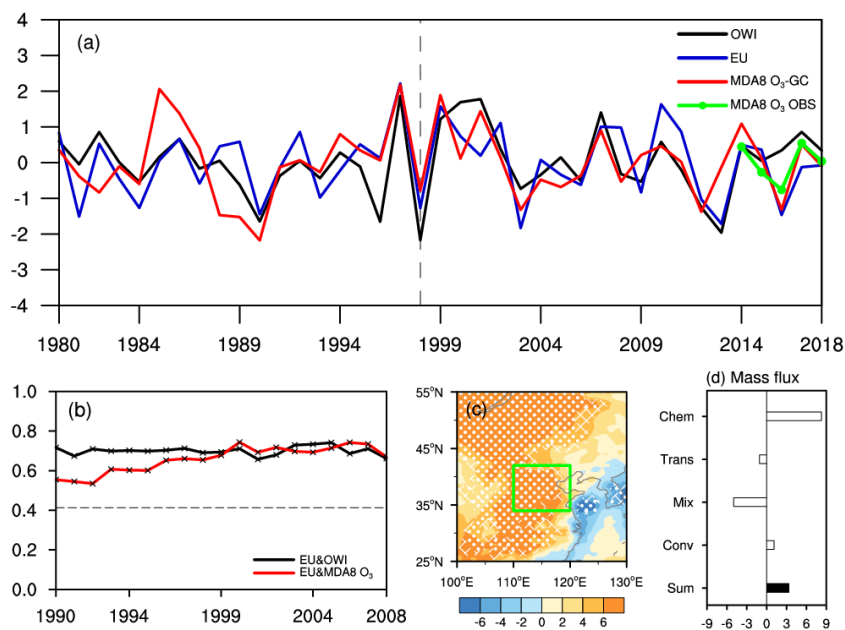 (a)
OWI
EU
MDA8 O₃-GC
MDA8 O₃ OBS
4
3
2
1
0
-1
-2
-3
-4
1980 1984 1989 1994 1999 2004 2009 2014 2018
(b)
1.0
0.8
0.6
0.4
0.2
0.0
EU&OWI
EU&MDA8 O₃
1990 1994 1999 2004 2008
(c)
55°N
45°N
35°N
25°N
100°E 110°E 120°E 130°E
-6 -4 -2 0 2 4 6
(d) Mass flux
Chem
Trans
Mix
Conv
Sum
-9 -6 -3 0 3 6 9